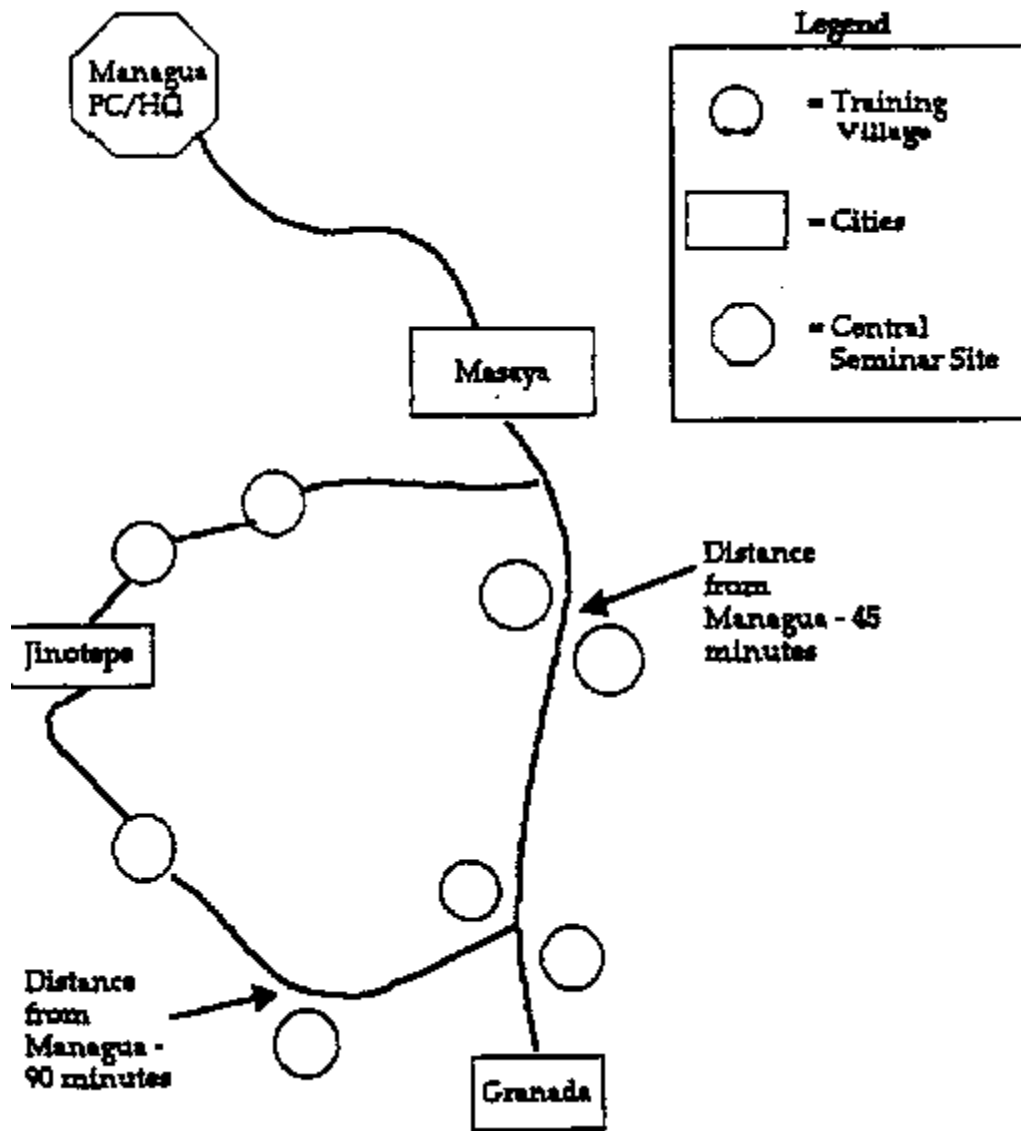 Legend
Managua
PC/HQ
= Training
Village
= Cities
= Central
Seminar Site
Masaya
Distance
from
Managua - 45
minutes
Jinotepe
Distance
from
Managua -
90 minutes
Granada